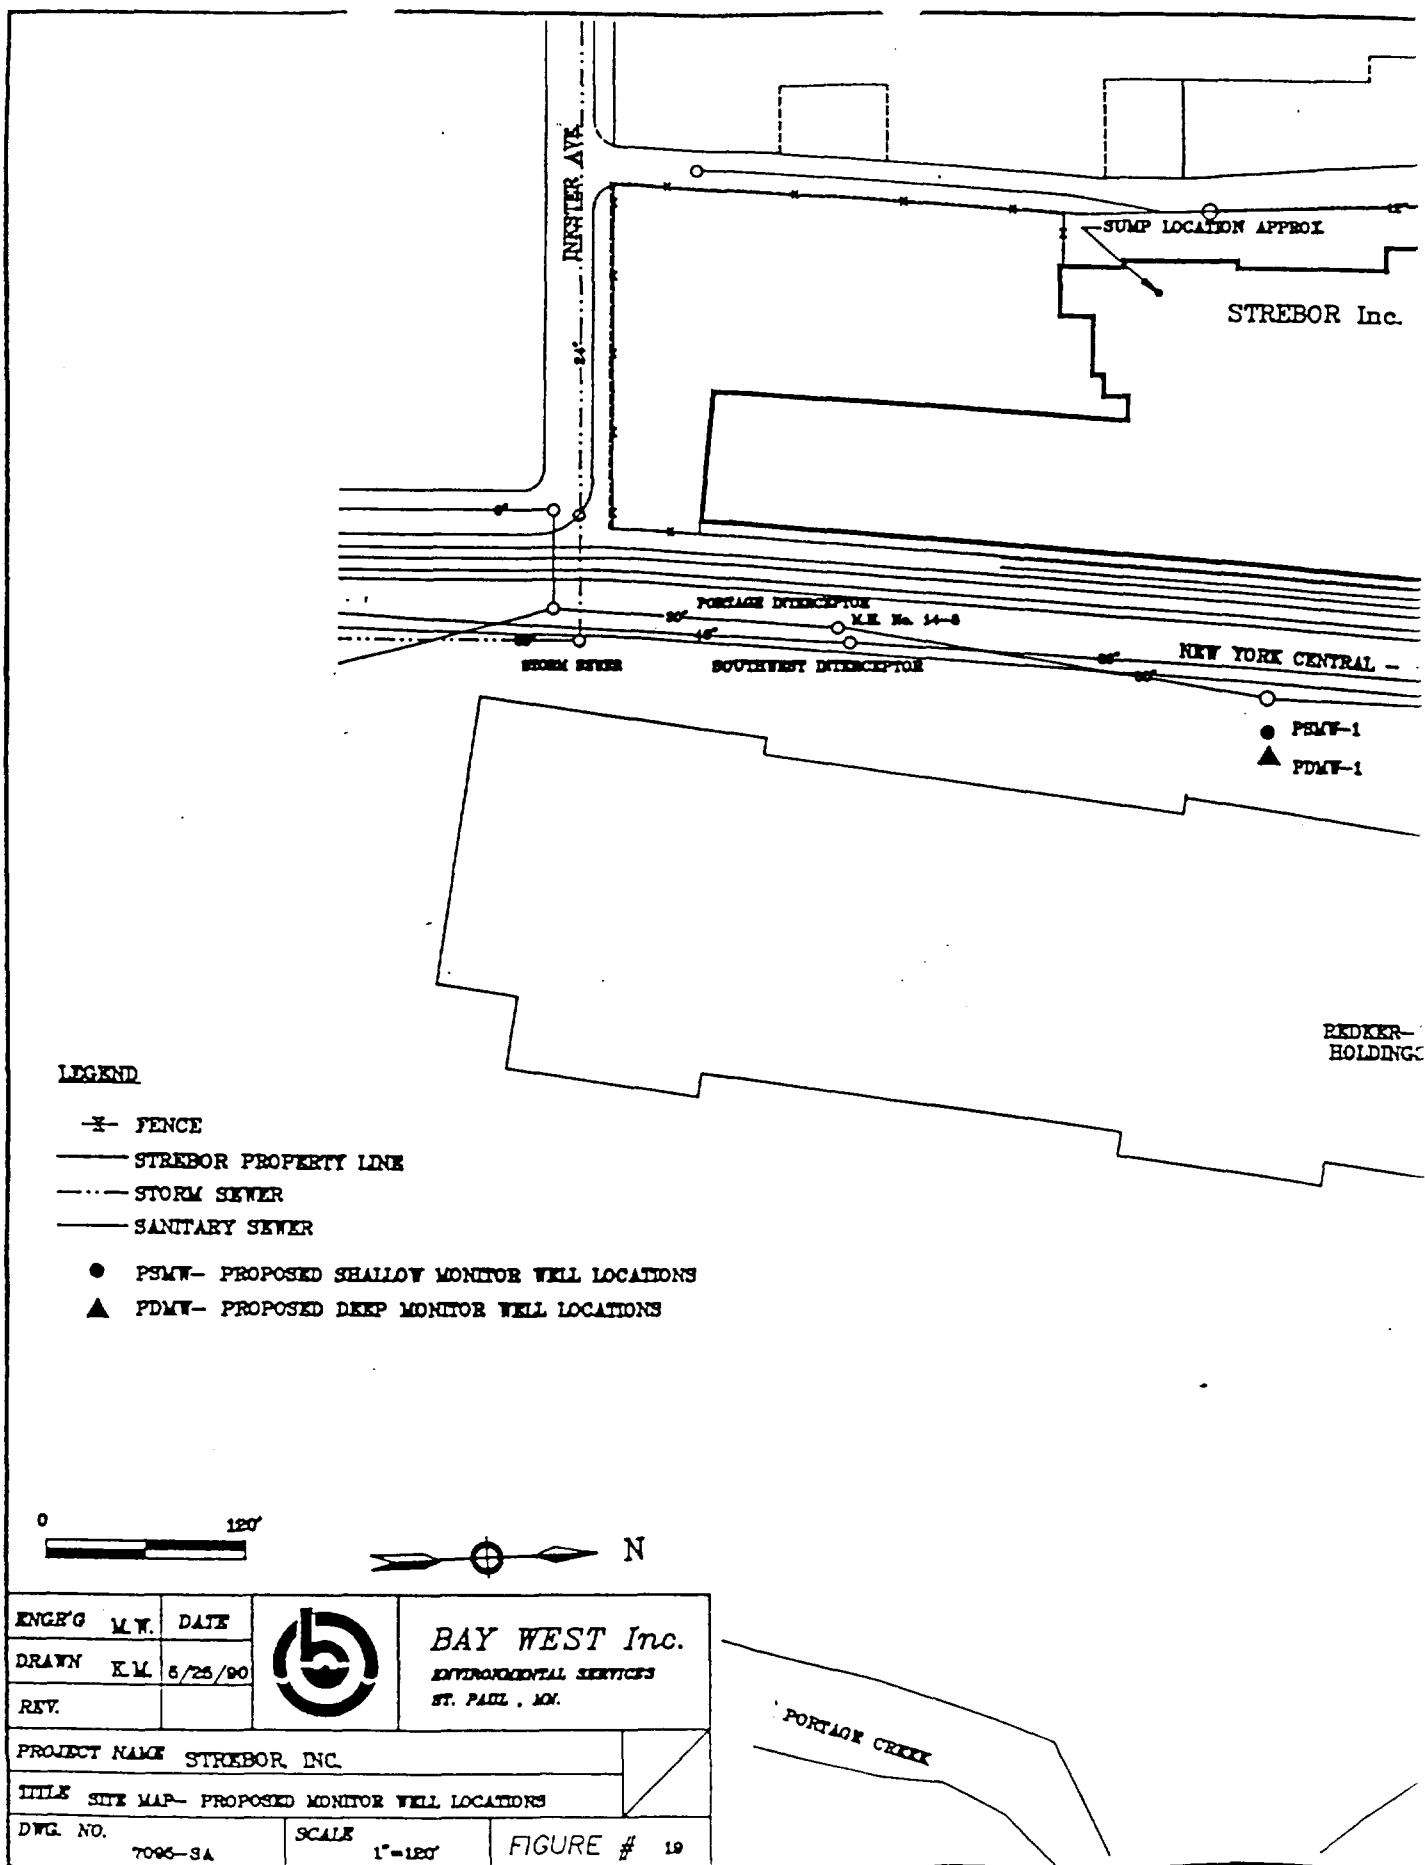 INKSTER AVE.
24"
SUMP LOCATION APPROX
STREBOR Inc.
PORTAGE INTERCEPTOR
M.H. No. 14-8
STORM SEWER
SOUTHWEST INTERCEPTOR
NEW YORK CENTRAL -
PSMW-1
PDMW-1
REDKER-
HOLDINGS
LEGEND
-x- FENCE
STREBOR PROPERTY LINE
STORM SEWER
SANITARY SEWER
PSMW- PROPOSED SHALLOW MONITOR WELL LOCATIONS
PDMW- PROPOSED DEEP MONITOR WELL LOCATIONS
0 120'
N
ENGR'G M.W. DATE
DRAWN K.M. 5/25/90
REV.
b
BAY WEST Inc.
ENVIRONMENTAL SERVICES
ST. PAUL , MN.
PROJECT NAME STREBOR, INC.
TITLE SITE MAP- PROPOSED MONITOR WELL LOCATIONS
DWG. NO. 7096-SA
SCALE 1"=120'
FIGURE # 19
PORTAGE CREEK